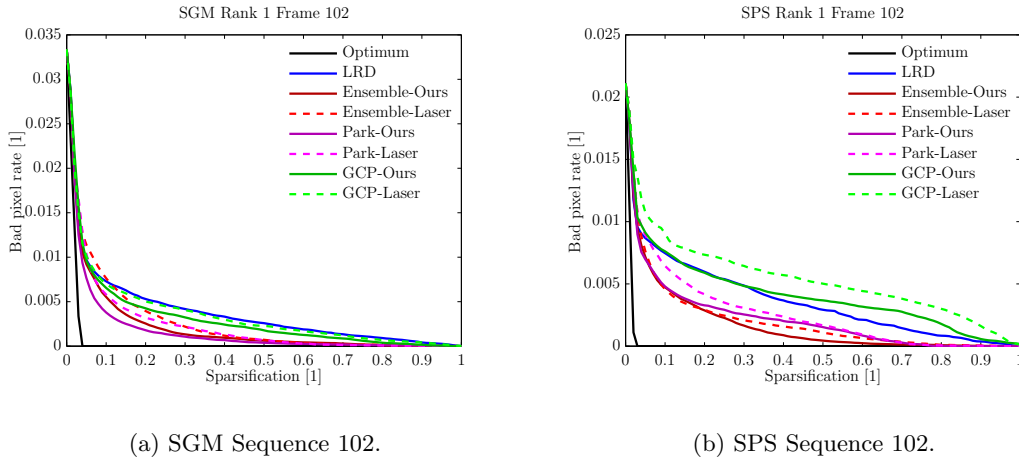 SGM Rank 1 Frame 102
0.035
0.03
0.025
0.02
0.015
0.01
0.005
0
Bad pixel rate [1]
Optimum
LRD
Ensemble-Ours
Ensemble-Laser
Park-Ours
Park-Laser
GCP-Ours
GCP-Laser
0 0.1 0.2 0.3 0.4 0.5 0.6 0.7 0.8 0.9 1
Sparsification [1]
(a) SGM Sequence 102.
SPS Rank 1 Frame 102
0.025
0.02
0.015
0.01
0.005
0
Bad pixel rate [1]
Optimum
LRD
Ensemble-Ours
Ensemble-Laser
Park-Ours
Park-Laser
GCP-Ours
GCP-Laser
0 0.1 0.2 0.3 0.4 0.5 0.6 0.7 0.8 0.9 1
Sparsification [1]
(b) SPS Sequence 102.